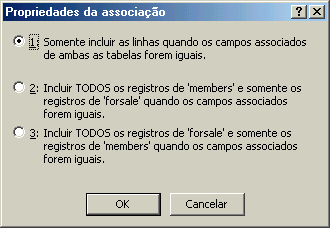 Propriedades da associação
1: Somente incluir as linhas quando os campos associados
de ambas as tabelas forem iguais.
2: Incluir TODOS os registros de 'members' e somente os
registros de 'forsale' quando os campos associados
forem iguais.
3: Incluir TODOS os registros de 'forsale' e somente os
registros de 'members' quando os campos associados
forem iguais.
OK
Cancelar